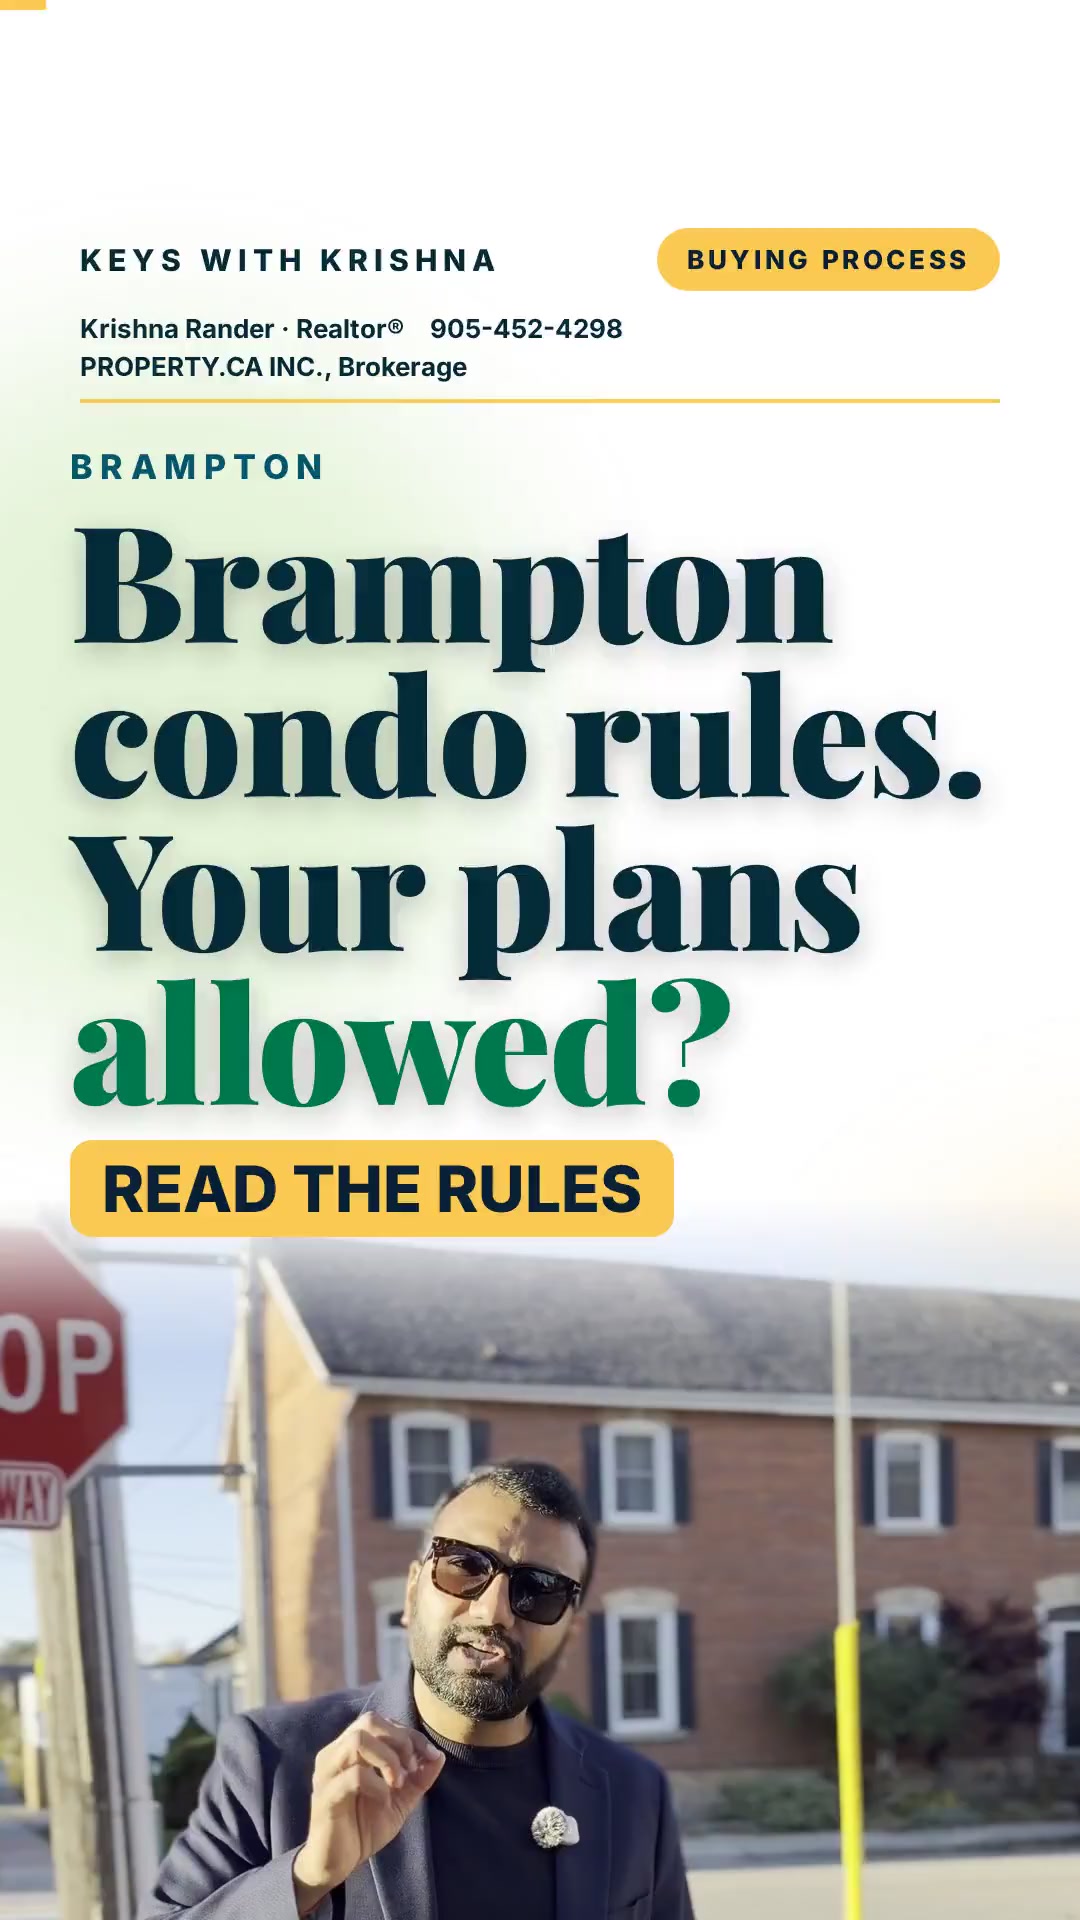 KEYS WITH KRISHNA
BUYING PROCESS
Krishna Rander · Realtor® 905-452-4298
PROPERTY.CA INC., Brokerage
BRAMPTON
Brampton
condo rules.
Your plans
allowed?
READ THE RULES
OP
WAY